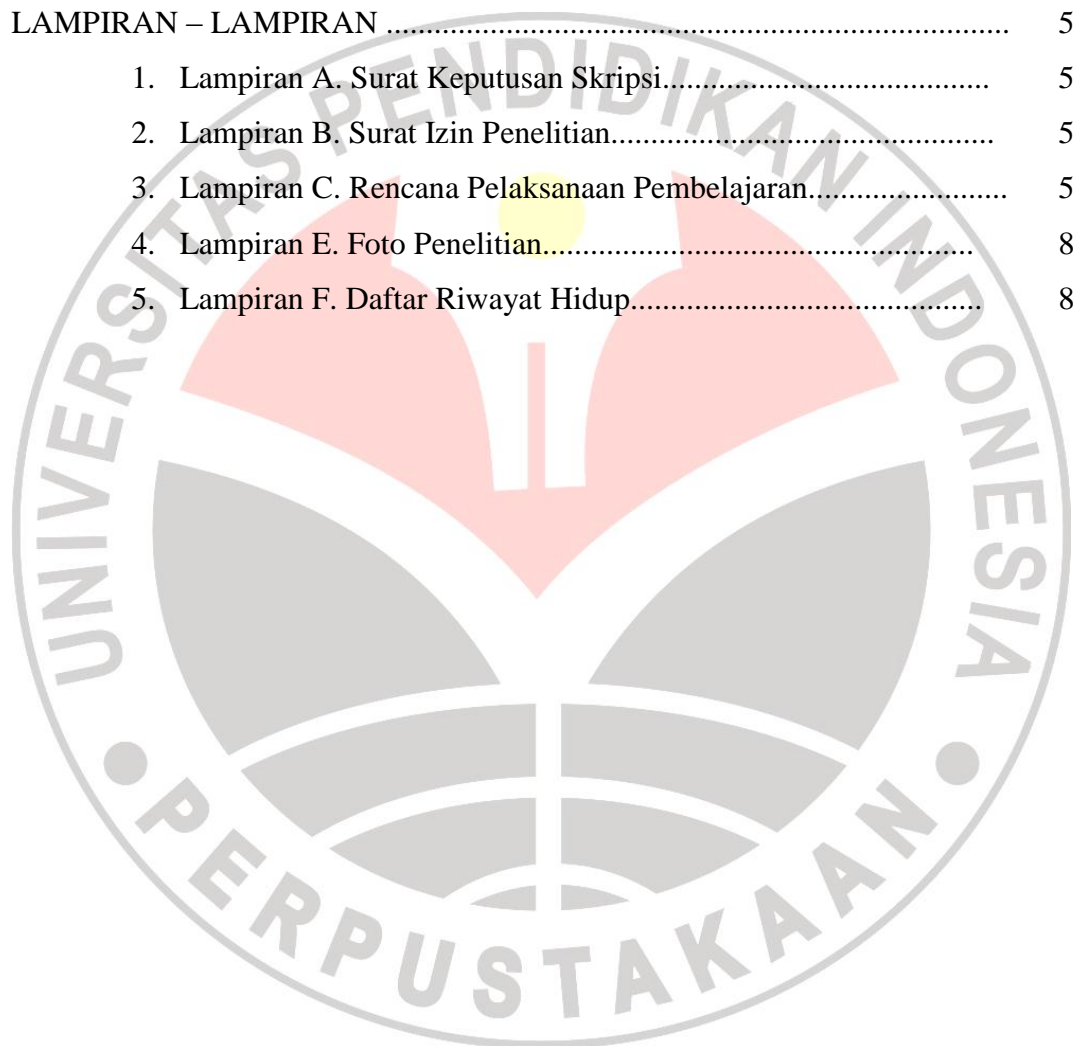 LAMPIRAN – LAMPIRAN ............................................................................... 5
1. Lampiran A. Surat Keputusan Skripsi......................................... 5
2. Lampiran B. Surat Izin Penelitian................................................ 5
3. Lampiran C. Rencana Pelaksanaan Pembelajaran......................... 5
4. Lampiran E. Foto Penelitian...................................................... 8
5. Lampiran F. Daftar Riwayat Hidup............................................ 8
UNIVERSITAS PENDIDIKAN INDONESIA
PERPUSTAKAAN